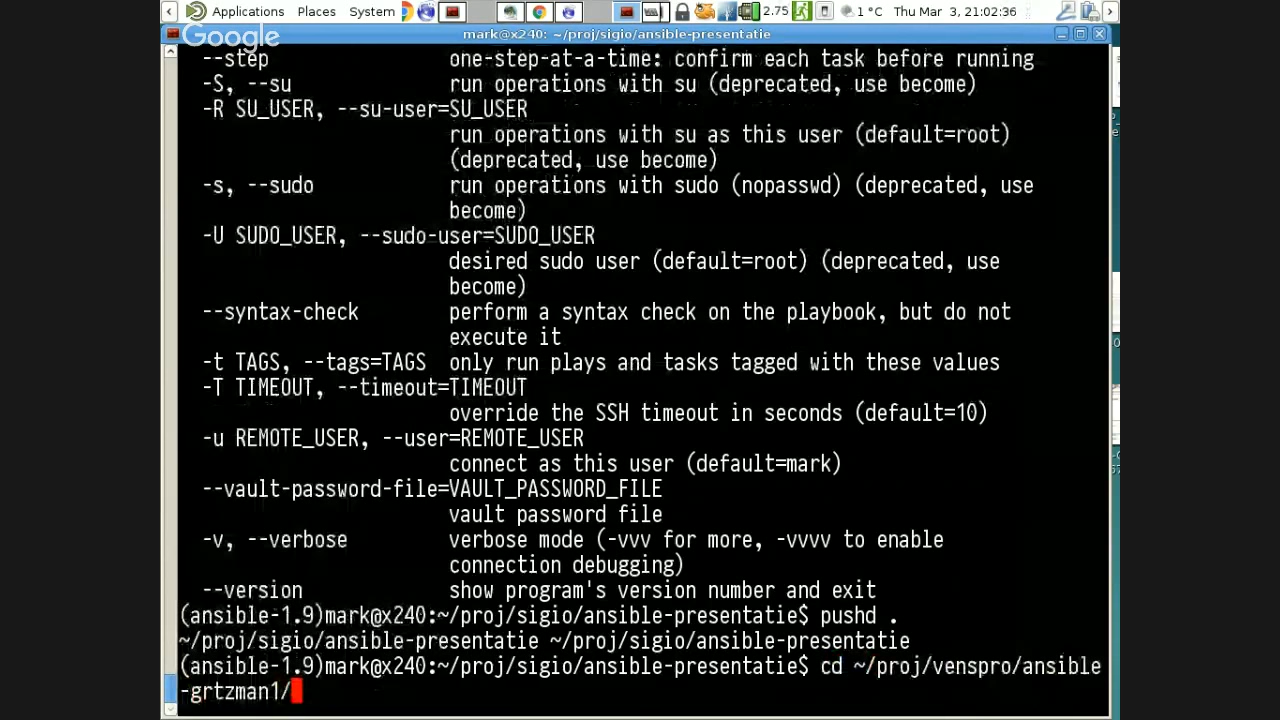 Applications Places System 2.75 1 °C Thu Mar 3, 21:02:36
Google
mark@x240: ~/proj/sigio/ansible-presentatie
--step one-step-at-a-time: confirm each task before running
-S, --su run operations with su (deprecated, use become)
-R SU_USER, --su-user=SU_USER
run operations with su as this user (default=root)
(deprecated, use become)
-s, --sudo run operations with sudo (nopasswd) (deprecated, use
become)
-U SUDO_USER, --sudo-user=SUDO_USER
desired sudo user (default=root) (deprecated, use
become)
--syntax-check perform a syntax check on the playbook, but do not
execute it
-t TAGS, --tags=TAGS only run plays and tasks tagged with these values
-T TIMEOUT, --timeout=TIMEOUT
override the SSH timeout in seconds (default=10)
-u REMOTE_USER, --user=REMOTE_USER
connect as this user (default=mark)
--vault-password-file=VAULT_PASSWORD_FILE
vault password file
-v, --verbose verbose mode (-vvv for more, -vvvv to enable
connection debugging)
--version show program's version number and exit
(ansible-1.9)mark@x240:~/proj/sigio/ansible-presentatie$ pushd .
~/proj/sigio/ansible-presentatie ~/proj/sigio/ansible-presentatie
(ansible-1.9)mark@x240:~/proj/sigio/ansible-presentatie$ cd ~/proj/venspro/ansible
-grtzman1/